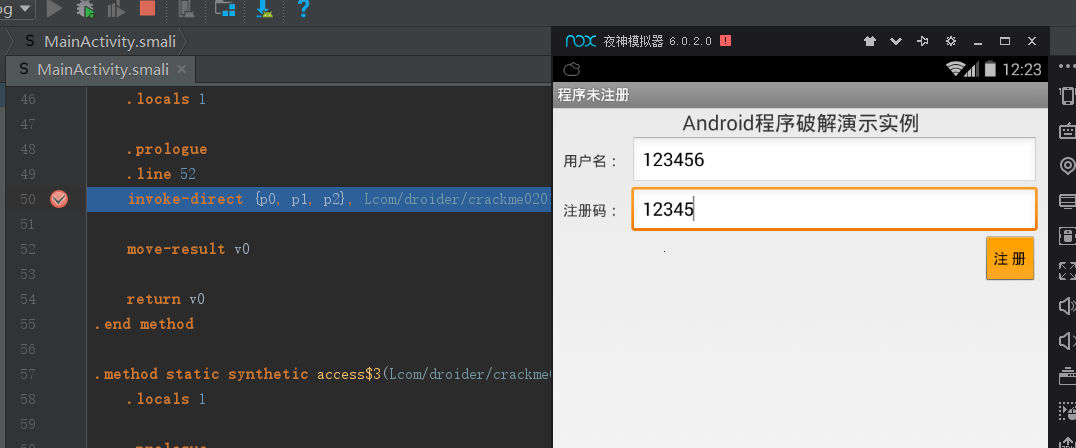 og
MainActivity.smali
MainActivity.smali ×
46 .locals 1
47
48 .prologue
49 .line 52
50 invoke-direct {p0, p1, p2}, Lcom/droider/crackme020
51
52 move-result v0
53
54 return v0
55 .end method
56
57 .method static synthetic access$3(Lcom/droider/crackme0
58 .locals 1
59
nox 夜神模拟器 6.0.2.0
12:23
程序未注册
Android程序破解演示实例
用户名： 123456
注册码： 12345
注 册